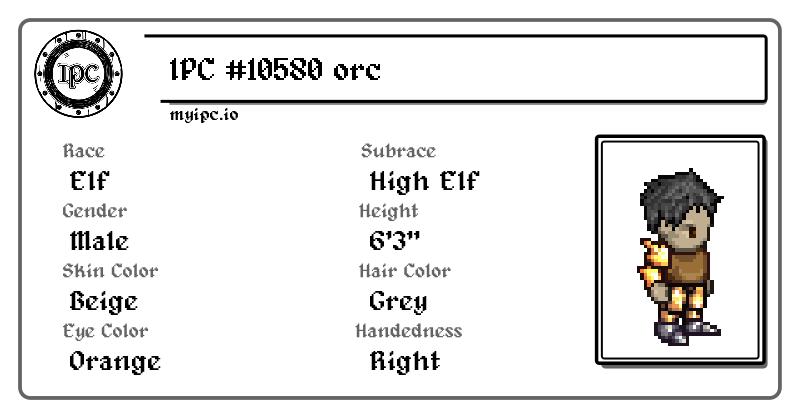 IPC
IPC #10580 orc
myipc.io
Race
Elf
Subrace
High Elf
Gender
Male
Height
6'3"
Skin Color
Beige
Hair Color
Grey
Eye Color
Orange
Handedness
Right